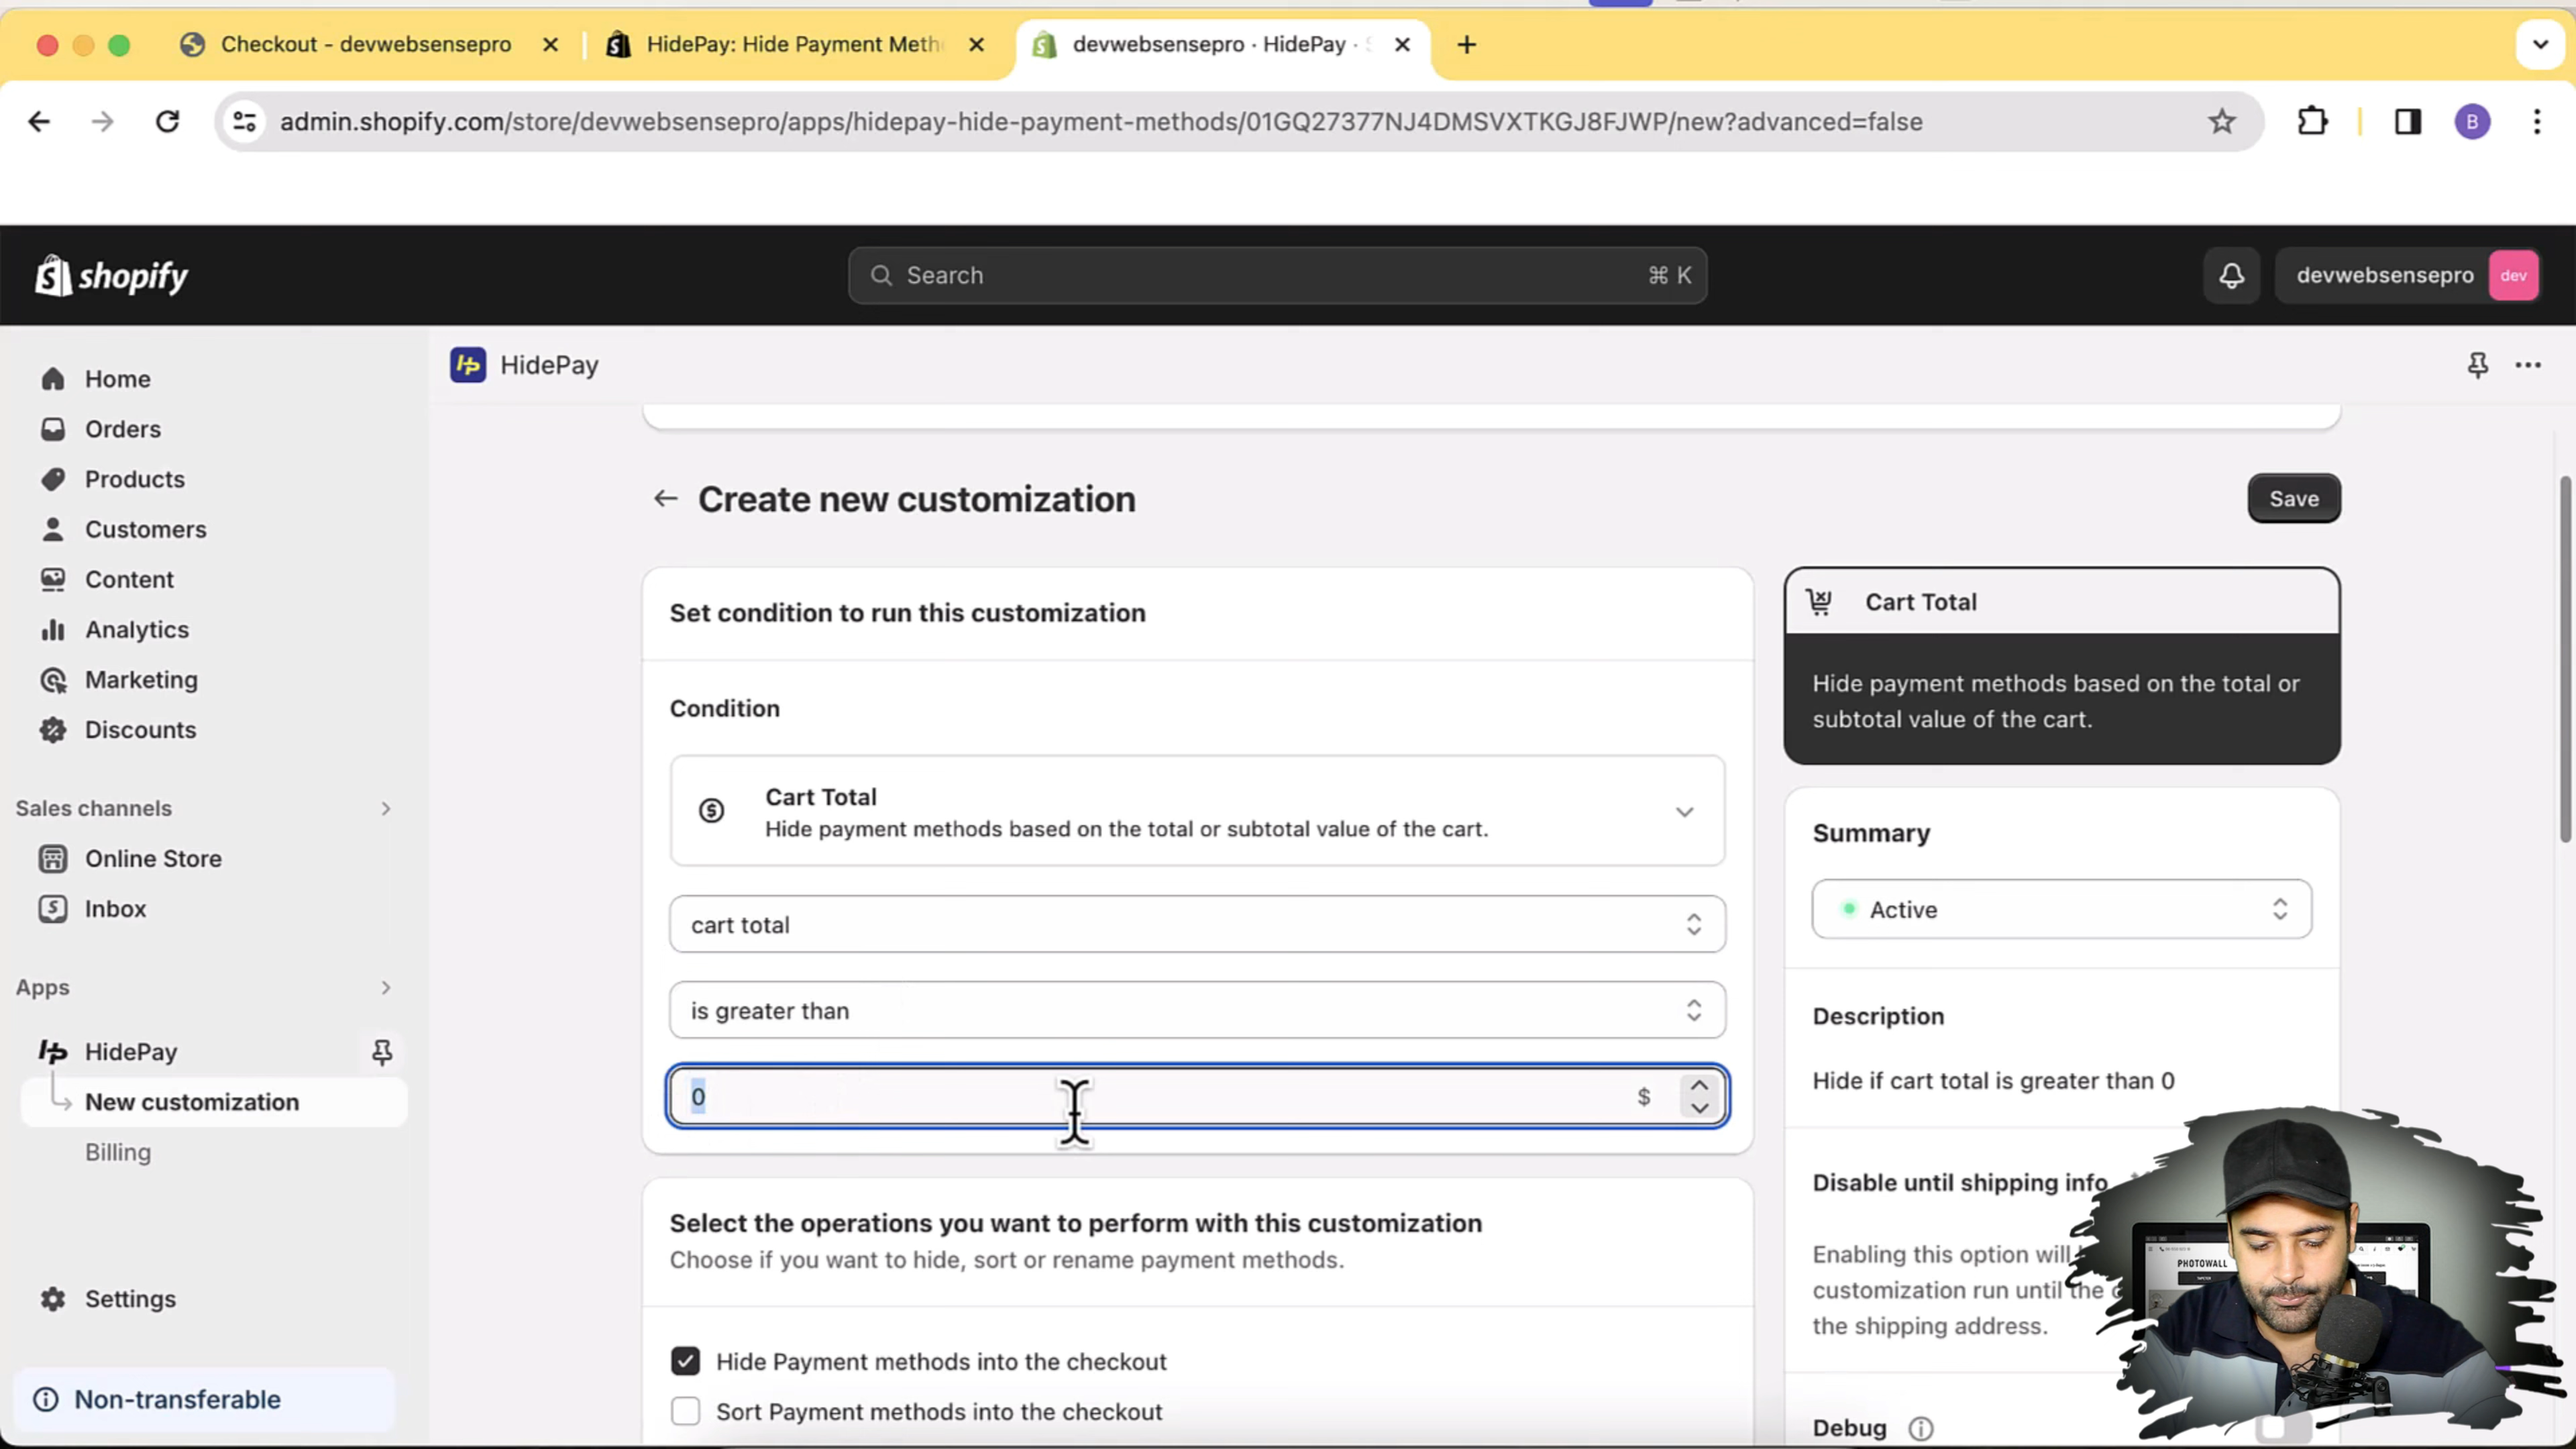 Checkout - devwebsensepro
HidePay: Hide Payment Meth
devwebsensepro · HidePay ·
admin.shopify.com/store/devwebsensepro/apps/hidepay-hide-payment-methods/01GQ27377NJ4DMSVXTKGJ8FJWP/new?advanced=false
B
shopify
Search
⌘ K
devwebsensepro
dev
Home
Orders
Products
Customers
Content
Analytics
Marketing
Discounts
Sales channels
Online Store
Inbox
Apps
HidePay
New customization
Billing
Settings
Non-transferable
HidePay
Create new customization
Save
Set condition to run this customization
Condition
Cart Total
Hide payment methods based on the total or subtotal value of the cart.
cart total
is greater than
0
$
Select the operations you want to perform with this customization
Choose if you want to hide, sort or rename payment methods.
Hide Payment methods into the checkout
Sort Payment methods into the checkout
Cart Total
Hide payment methods based on the total or
subtotal value of the cart.
Summary
Active
Description
Hide if cart total is greater than 0
Disable until shipping info
Enabling this option will
customization run until the
the shipping address.
Debug
PHOTOWALL